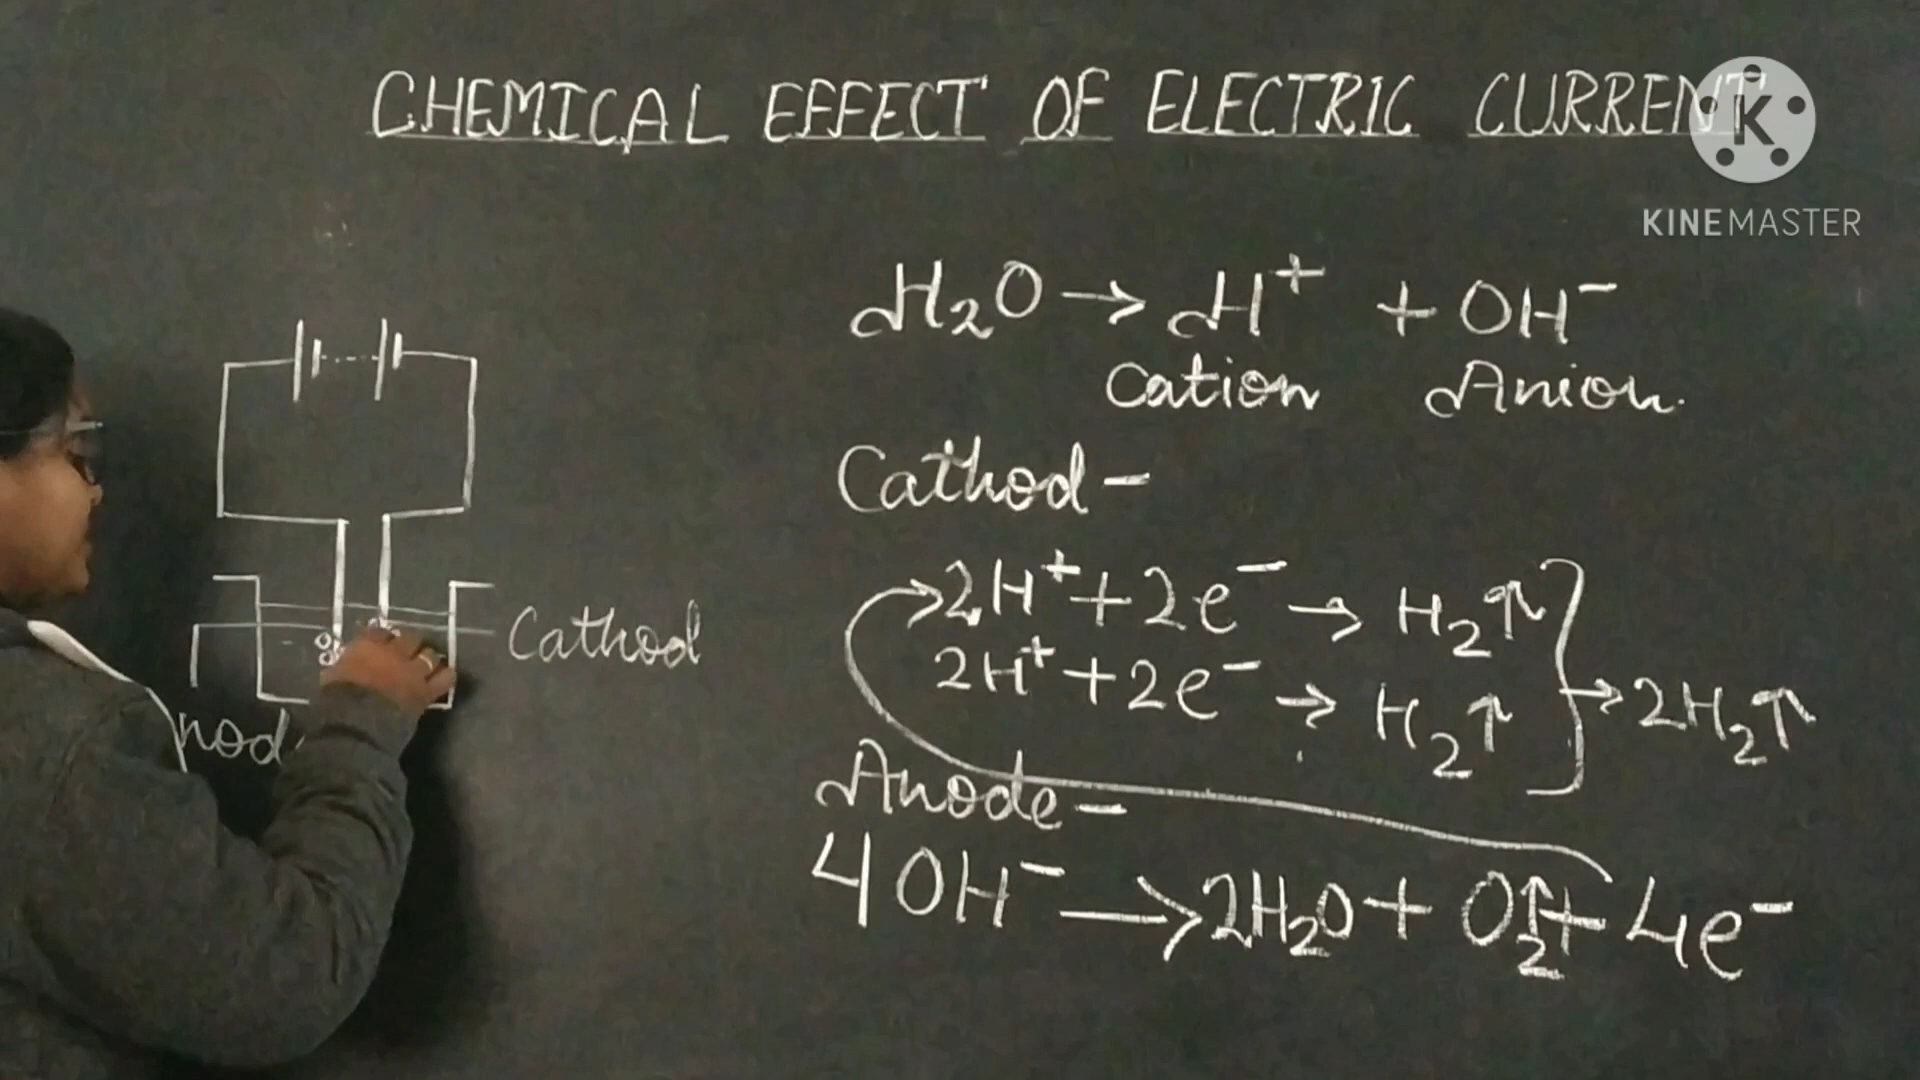 CHEMICAL EFFECT OF ELECTRIC CURRENT
K
KINEMASTER
H₂O → H⁺ + OH⁻
Cation Anion.
Cathod -
2H⁺ + 2e⁻ → H₂↑
2H⁺ + 2e⁻ → H₂↑ } → 2H₂↑
Anode -
4OH⁻ → 2H₂O + O₂↑ + 4e⁻
Cathod
nod